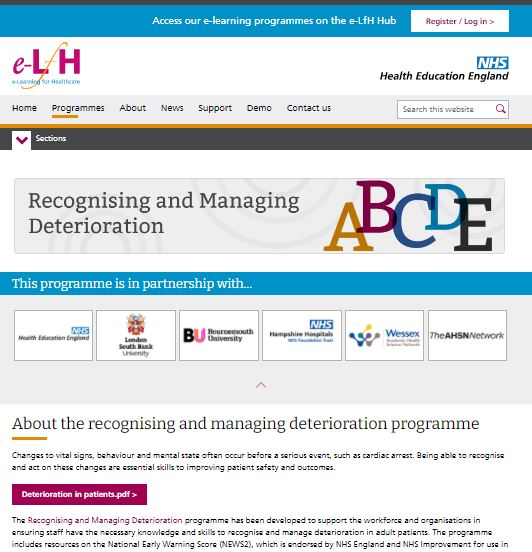 Access our e-learning programmes on the e-LfH Hub
Register / Log in >
e-LfH
e-Learning for Healthcare
NHS
Health Education England
Home Programmes About News Support Demo Contact us
Search this website
Sections
Recognising and Managing
Deterioration
ABCDE
This programme is in partnership with...
NHS
Health Education England
London
South Bank
University
BU Bournemouth
University
NHS
Hampshire Hospitals
NHS Foundation Trust
Wessex
Academic Health
Science Network
TheAHSNNetwork
About the recognising and managing deterioration programme
Changes to vital signs, behaviour and mental state often occur before a serious event, such as cardiac arrest. Being able to recognise
and act on these changes are essential skills to improving patient safety and outcomes.
Deterioration in patients.pdf >
The Recognising and Managing Deterioration programme has been developed to support the workforce and organisations in
ensuring staff have the necessary knowledge and skills to recognise and manage deterioration in adult patients. The programme
includes resources on the National Early Warning Score (NEWS2), which is endorsed by NHS England and NHS Improvement for use in